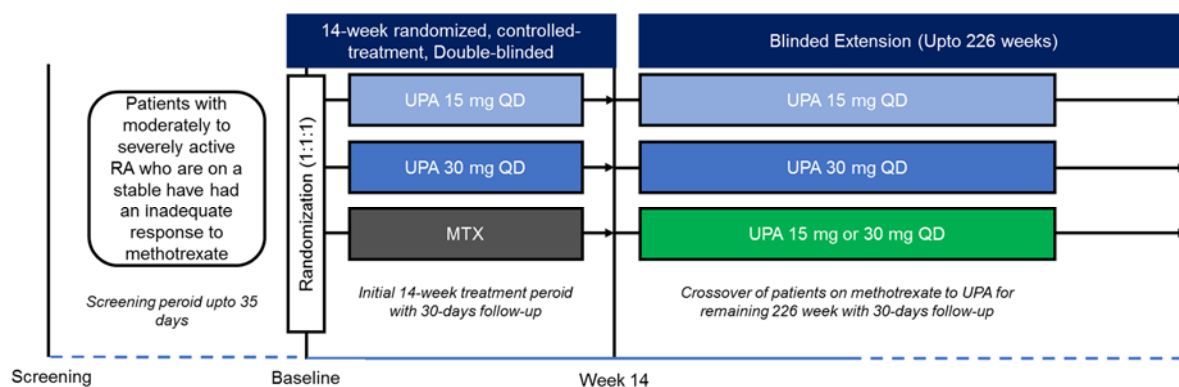 14-week randomized, controlled-
treatment, Double-blinded
Blinded Extension (Upto 226 weeks)
Patients with
moderately to
severely active
RA who are on a
stable have had
an inadequate
response to
methotrexate
Randomization (1:1:1)
UPA 15 mg QD
UPA 15 mg QD
UPA 30 mg QD
UPA 30 mg QD
MTX
UPA 15 mg or 30 mg QD
Screening peroid upto 35
days
Initial 14-week treatment peroid
with 30-days follow-up
Crossover of patients on methotrexate to UPA for
remaining 226 week with 30-days follow-up
Screening
Baseline
Week 14